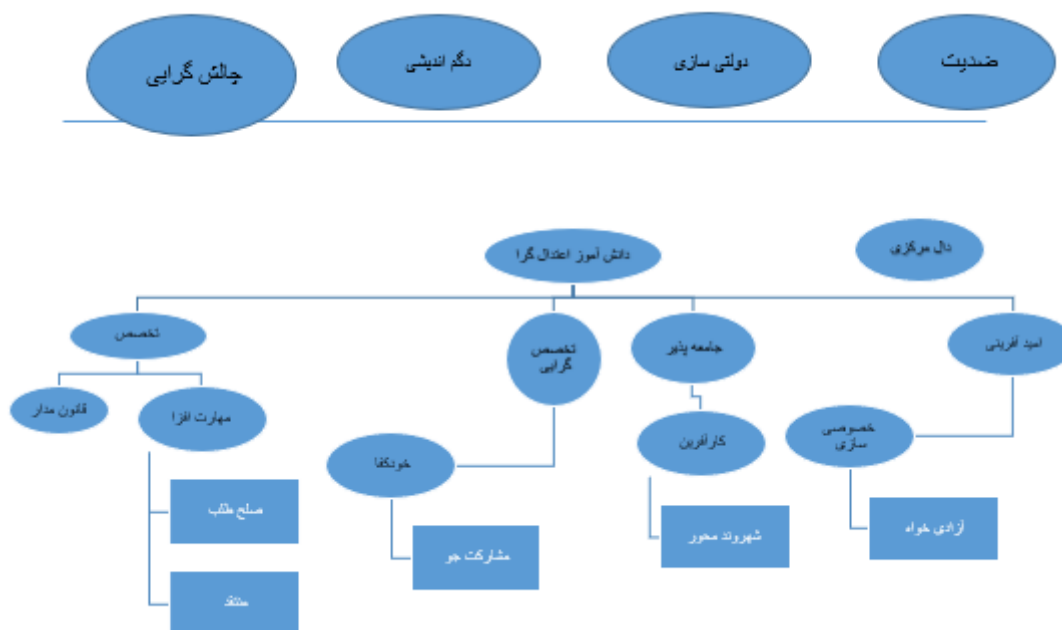 ضدیت
دولتی سازی
دگم اندیشی
چالش گرایی
دال مرکزی
دانش آموز اعتدال گرا
امید آفرینی
جامعه پذیر
تخصص
گرایی
تخصص
خصوصی
سازی
کارآفرین
خودکفا
مهارت افزا
قانون مدار
آزادی خواه
شهروند محور
مشارکت جو
صلح طلب
منتقد